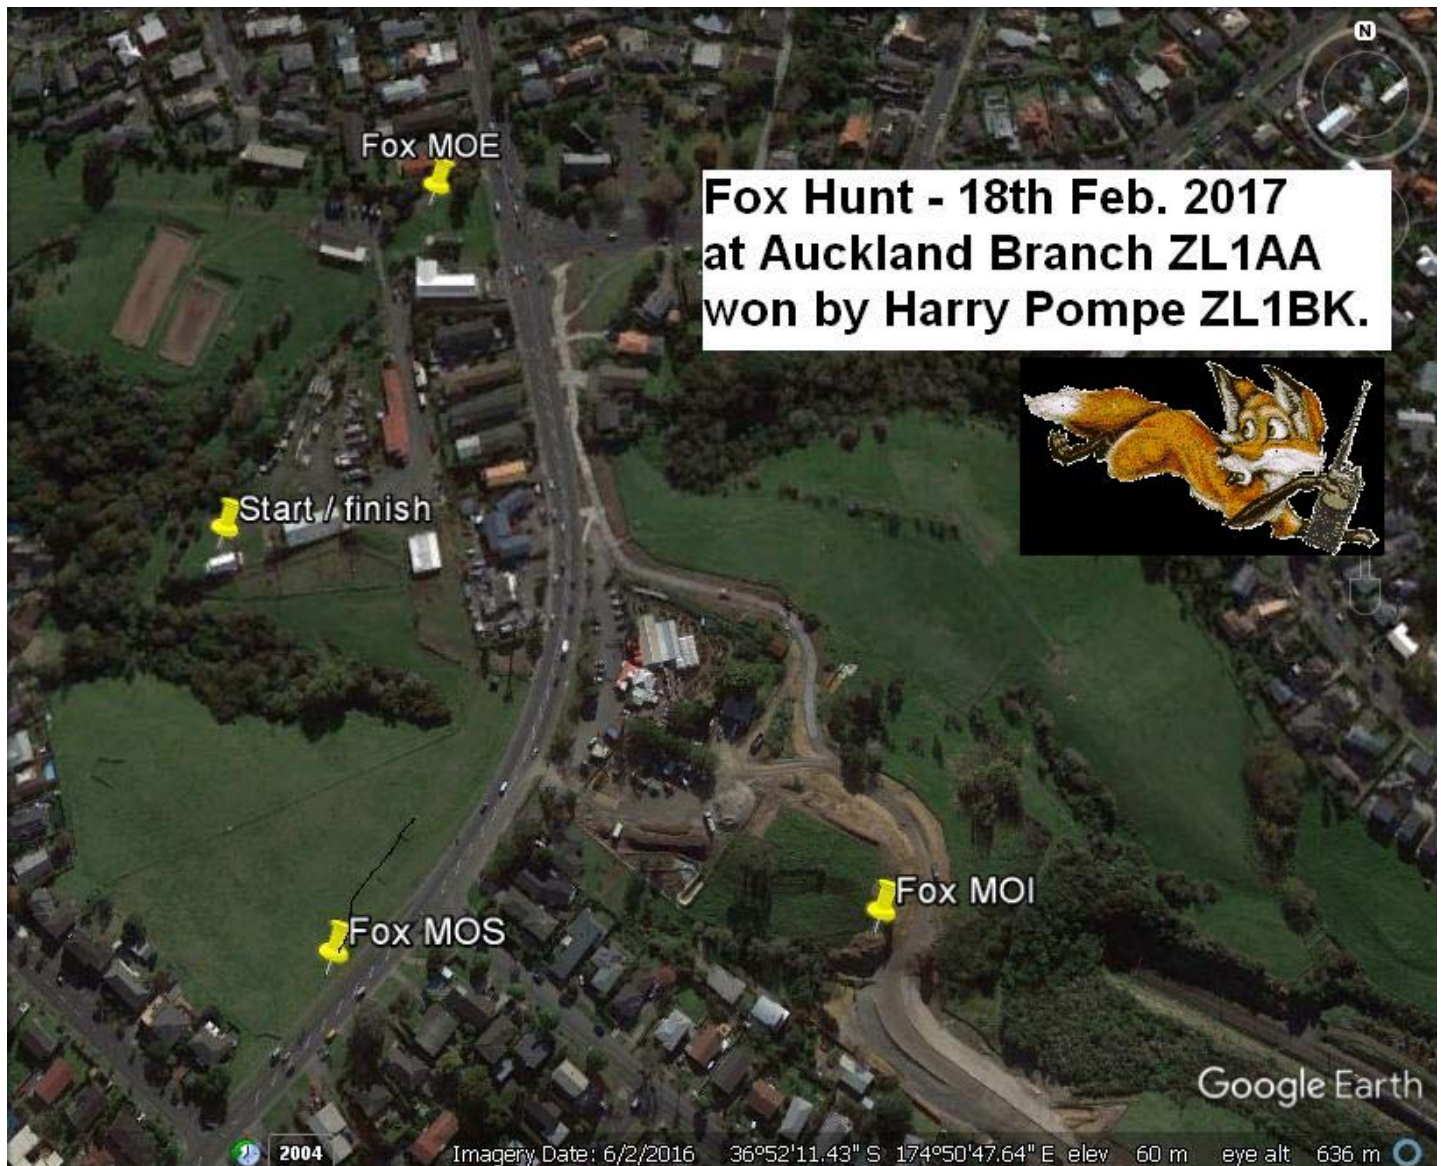 N
Fox MOE
Fox Hunt - 18th Feb. 2017
at Auckland Branch ZL1AA
won by Harry Pompe ZL1BK.
Start / finish
Fox MOI
Fox MOS
Google Earth
2004
Imagery Date: 6/2/2016 36°52'11.43" S 174°50'47.64" E elev 60 m eye alt 636 m